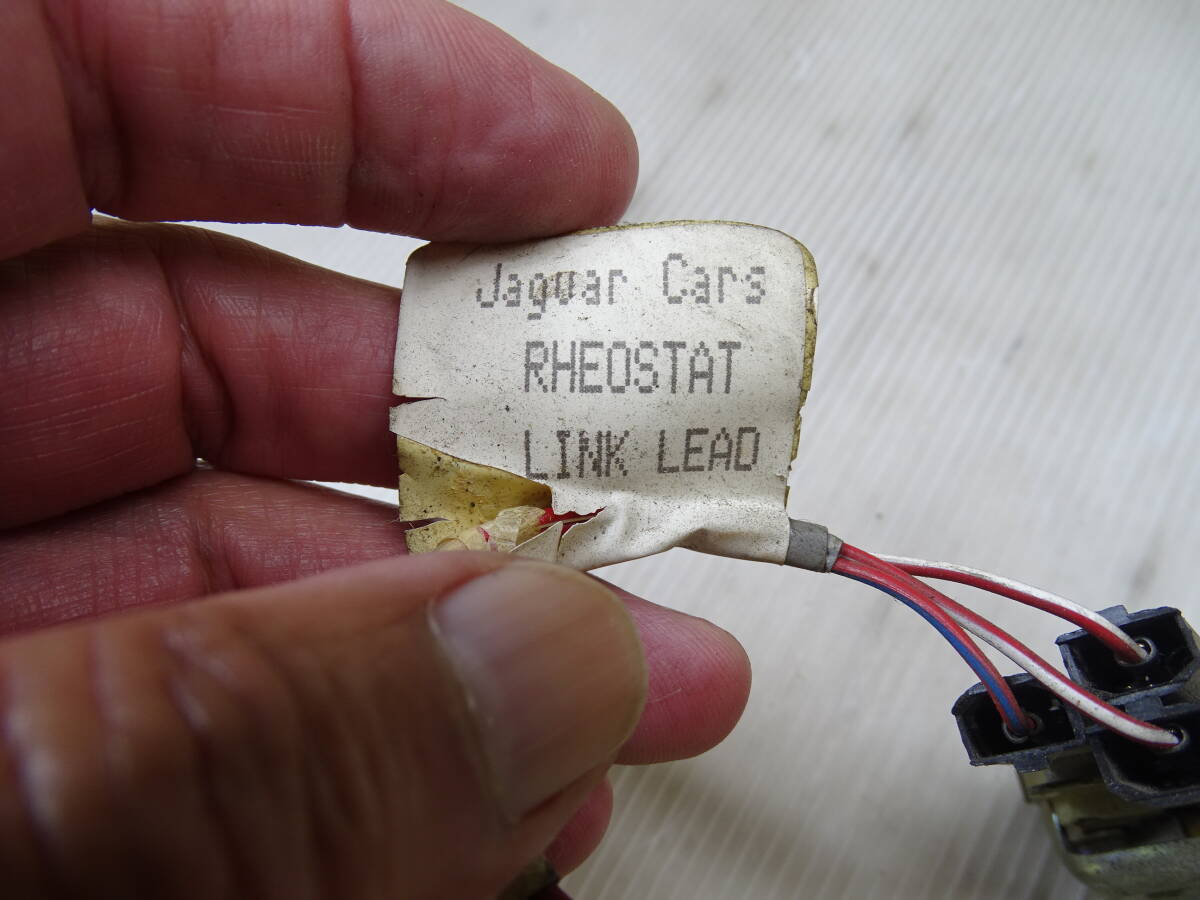 Jaguar Cars
RHEOSTAT
LINK LEAD